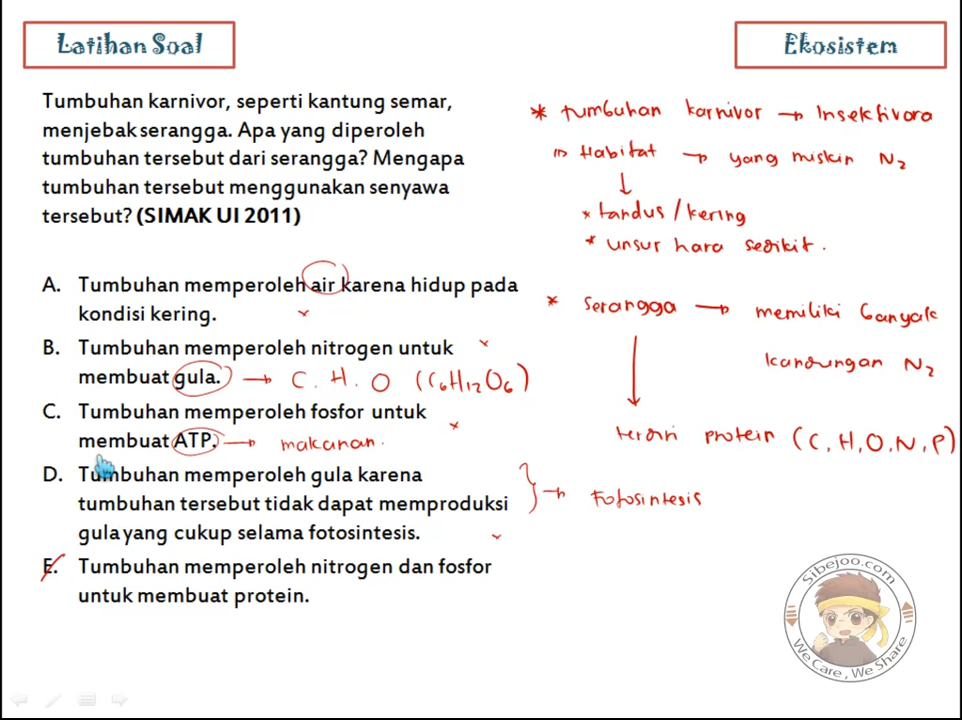 Latihan Soal
Ekosistem
Tumbuhan karnivor, seperti kantung semar,
menjebak serangga. Apa yang diperoleh
tumbuhan tersebut dari serangga? Mengapa
tumbuhan tersebut menggunakan senyawa
tersebut? (SIMAK UI 2011)
A. Tumbuhan memperoleh air karena hidup pada
kondisi kering.
B. Tumbuhan memperoleh nitrogen untuk
membuat gula. → C. H. O (C6H12O6)
C. Tumbuhan memperoleh fosfor untuk
membuat ATP. → makanan.
D. Tumbuhan memperoleh gula karena
tumbuhan tersebut tidak dapat memproduksi
gula yang cukup selama fotosintesis.
E. Tumbuhan memperoleh nitrogen dan fosfor
untuk membuat protein.
* tumbuhan karnivor → Insektivora
Habitat → yang miskin N2
↓
* tandus / kering
* unsur hara sedikit.
* Serangga → memiliki banyak
kandungan N2
↓
terdiri protein (C, H, O, N, P)
} → Fotosintesis
Sibejoo.com
We Care, We Share